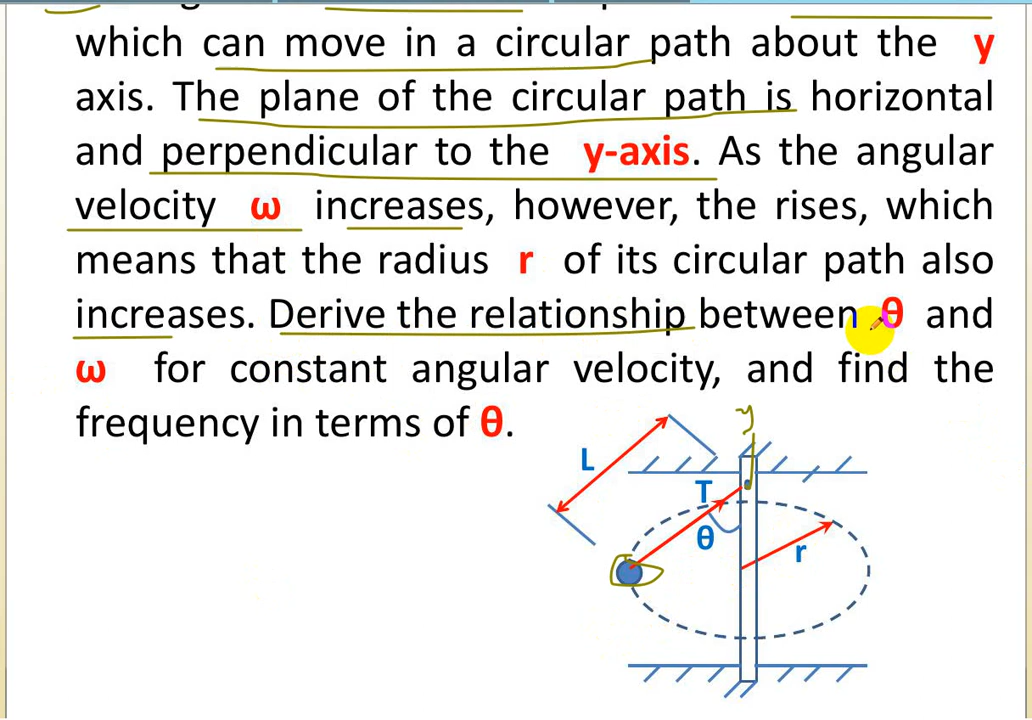 which can move in a circular path about the y
axis. The plane of the circular path is horizontal
and perpendicular to the y-axis. As the angular
velocity ω increases, however, the rises, which
means that the radius r of its circular path also
increases. Derive the relationship between θ and
ω for constant angular velocity, and find the
frequency in terms of θ.
y
L
T
θ
r